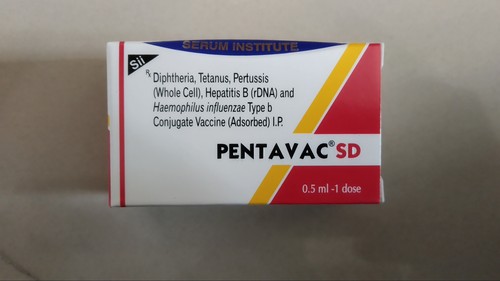 SERUM INSTITUTE
Sii
Rx Diphtheria, Tetanus, Pertussis
(Whole Cell), Hepatitis B (rDNA) and
Haemophilus influenzae Type b
Conjugate Vaccine (Adsorbed) I.P.
PENTAVAC® SD
0.5 ml -1 dose